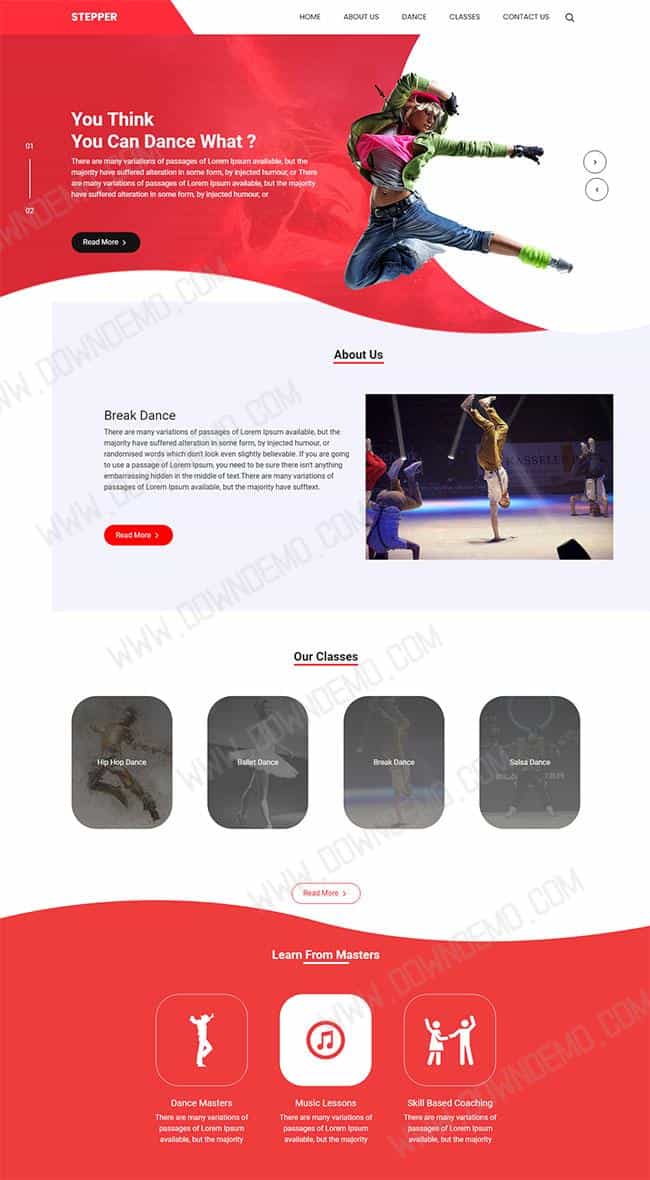 STEPPER
HOME
ABOUT US
DANCE
CLASSES
CONTACT US
You Think
You Can Dance What ?
There are many variations of passages of Lorem Ipsum available, but the
majority have suffered alteration in some form, by injected humour, or There
are many variations of passages of Lorem Ipsum available, but the majority
have suffered alteration in some form, by injected humour, or
01
02
Read More
About Us
Break Dance
There are many variations of passages of Lorem Ipsum available, but the
majority have suffered alteration in some form, by injected humour, or
randomised words which don't look even slightly believable. If you are going
to use a passage of Lorem Ipsum, you need to be sure there isn't anything
embarrassing hidden in the middle of text.There are many variations of
passages of Lorem Ipsum available, but the majority have sufftext.
KASSEL
Read More
Our Classes
Hip Hop Dance
Ballet Dance
Break Dance
Salsa Dance
Read More
Learn From Masters
Dance Masters
There are many variations of
passages of Lorem Ipsum
available, but the majority
Music Lessons
There are many variations of
passages of Lorem Ipsum
available, but the majority
Skill Based Coaching
There are many variations of
passages of Lorem Ipsum
available, but the majority
WWW.DOWNDEMO.COM